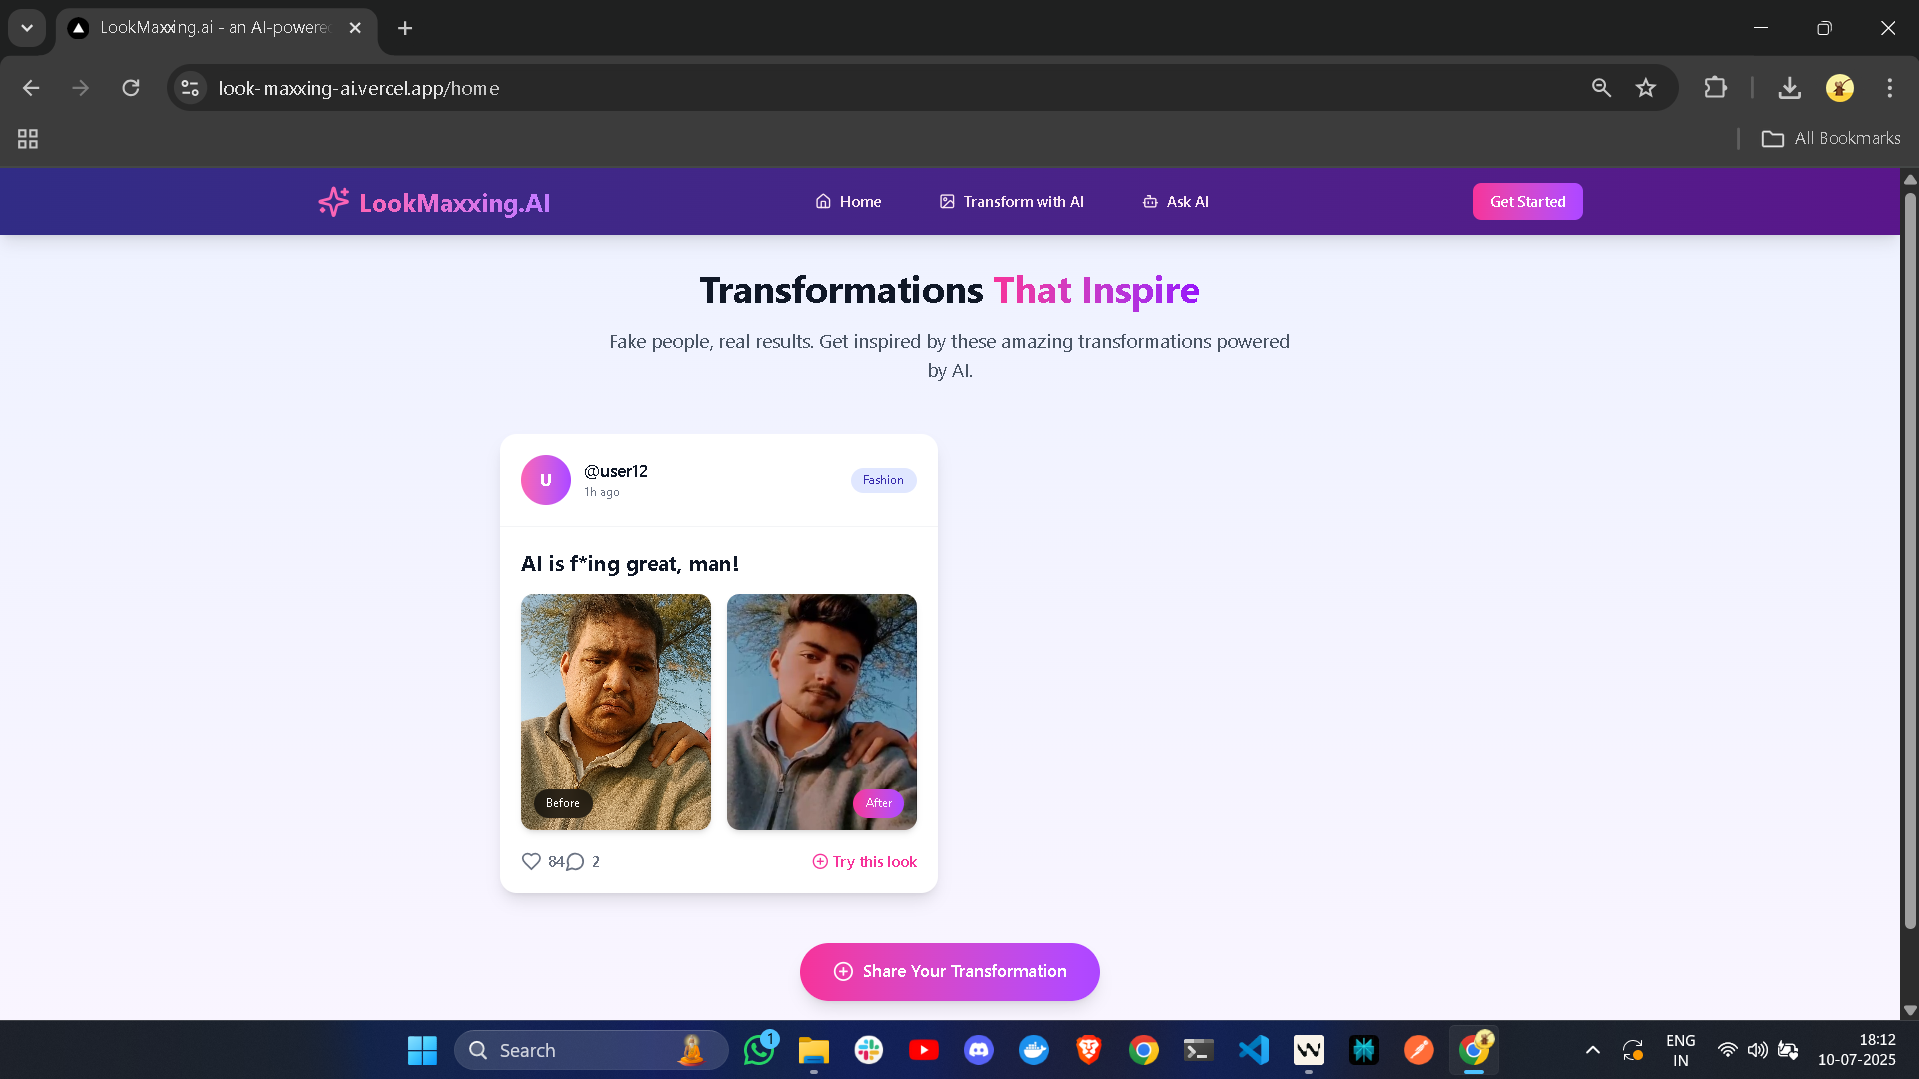 LookMaxxing.ai - an AI-powered
look-maxxing-ai.vercel.app/home
All Bookmarks
LookMaxxing.AI
Home
Transform with AI
Ask AI
Get Started
Transformations That Inspire
Fake people, real results. Get inspired by these amazing transformations powered
by AI.
U
@user12
1h ago
Fashion
AI is f*ing great, man!
Before
After
84
2
Try this look
Share Your Transformation
Search
1
ENG
IN
18:12
10-07-2025